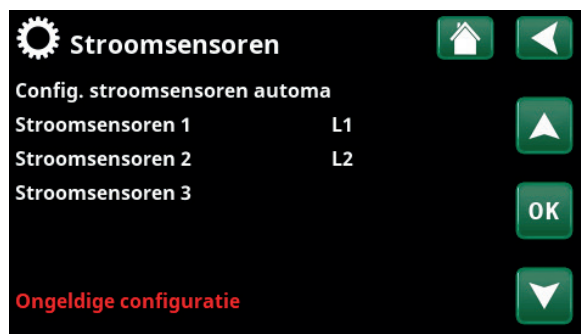 Stroomsensoren
Config. stroomsensoren automa
Stroomsensoren 1 L1
Stroomsensoren 2 L2
Stroomsensoren 3
OK
Ongeldige configuratie